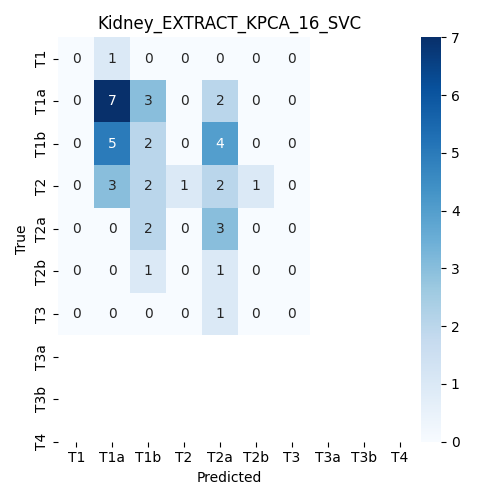 Kidney_EXTRACT_KPCA_16_SVC
T1 0 1 0 0 0 0 0
T1a 0 7 3 0 2 0 0
T1b 0 5 2 0 4 0 0
T2 0 3 2 1 2 1 0
T2a 0 0 2 0 3 0 0
T2b 0 0 1 0 1 0 0
T3 0 0 0 0 1 0 0
T3a
T3b
T4
T1 T1a T1b T2 T2a T2b T3 T3a T3b T4
Predicted
True
7
6
5
4
3
2
1
0